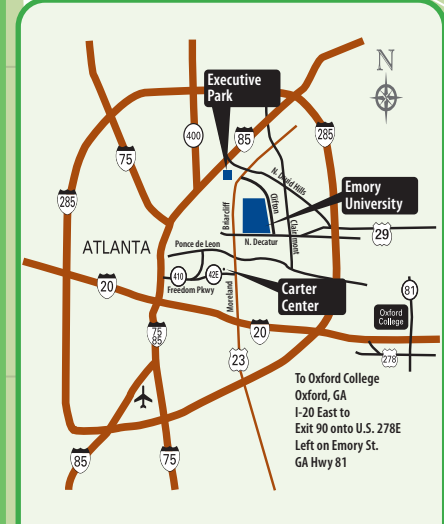 N
Executive
Park
400
85
285
75
N. Druid Hills
285
Emory
University
Clifton
Briarcliff
Clairmont
29
N. Decatur
ATLANTA
Ponce de Leon
20
410
42E
Freedom Pkwy
Carter
Center
Moreland
81
Oxford
College
75
85
20
278
23
To Oxford College
Oxford, GA
I-20 East to
Exit 90 onto U.S. 278E
Left on Emory St.
GA Hwy 81
85
75